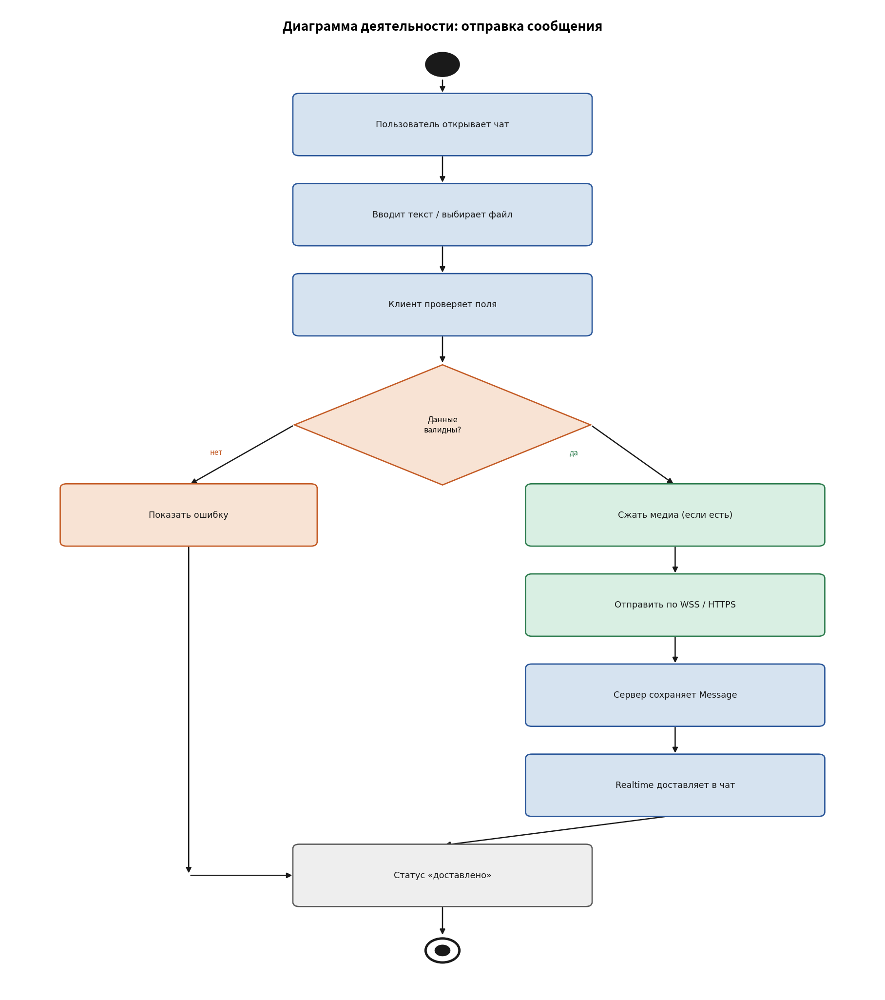 Диаграмма деятельности: отправка сообщения
Пользователь открывает чат
Вводит текст / выбирает файл
Клиент проверяет поля
Данные
валидны?
нет
да
Показать ошибку
Сжать медиа (если есть)
Отправить по WSS / HTTPS
Сервер сохраняет Message
Realtime доставляет в чат
Статус «доставлено»